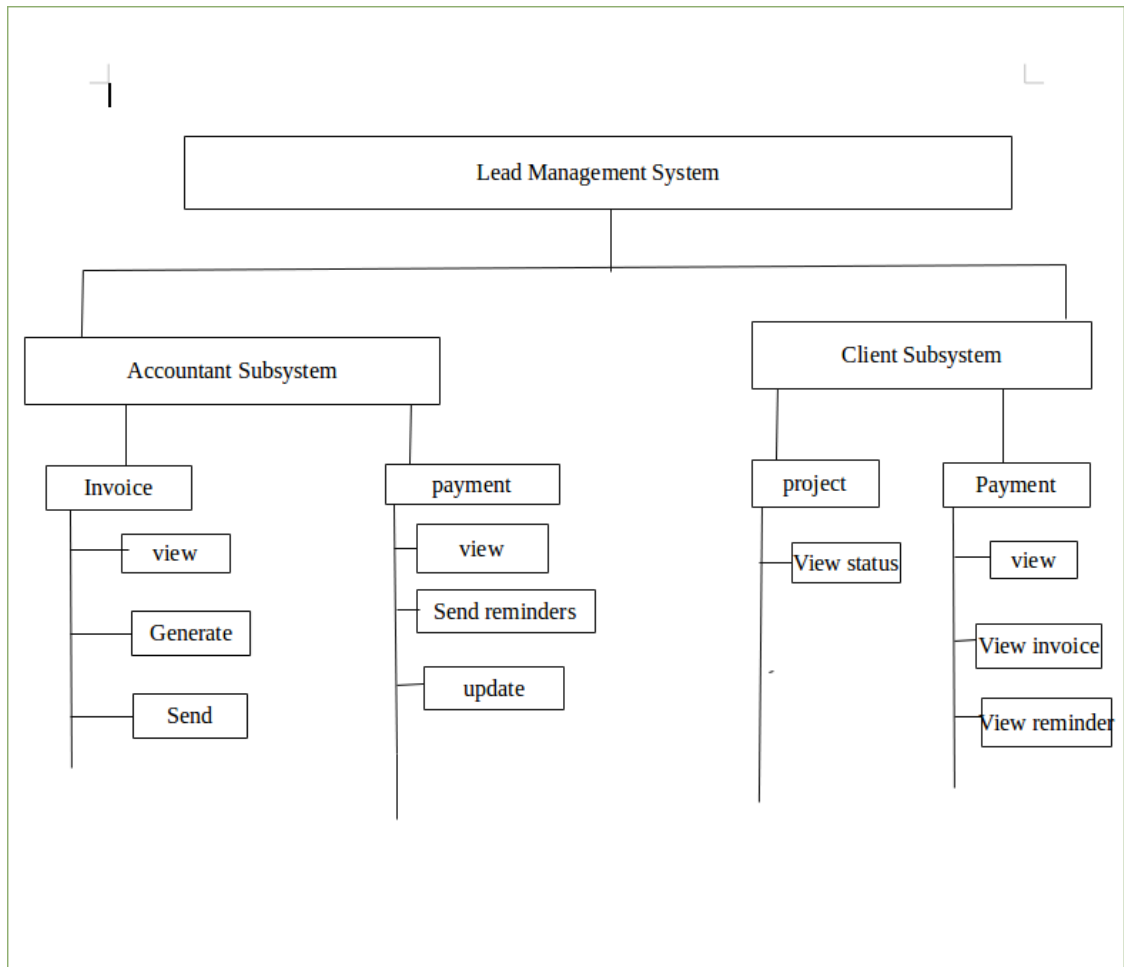 Lead Management System
Accountant Subsystem
Client Subsystem
Invoice
payment
project
Payment
view
Generate
Send
view
Send reminders
update
View status
view
View invoice
View reminder